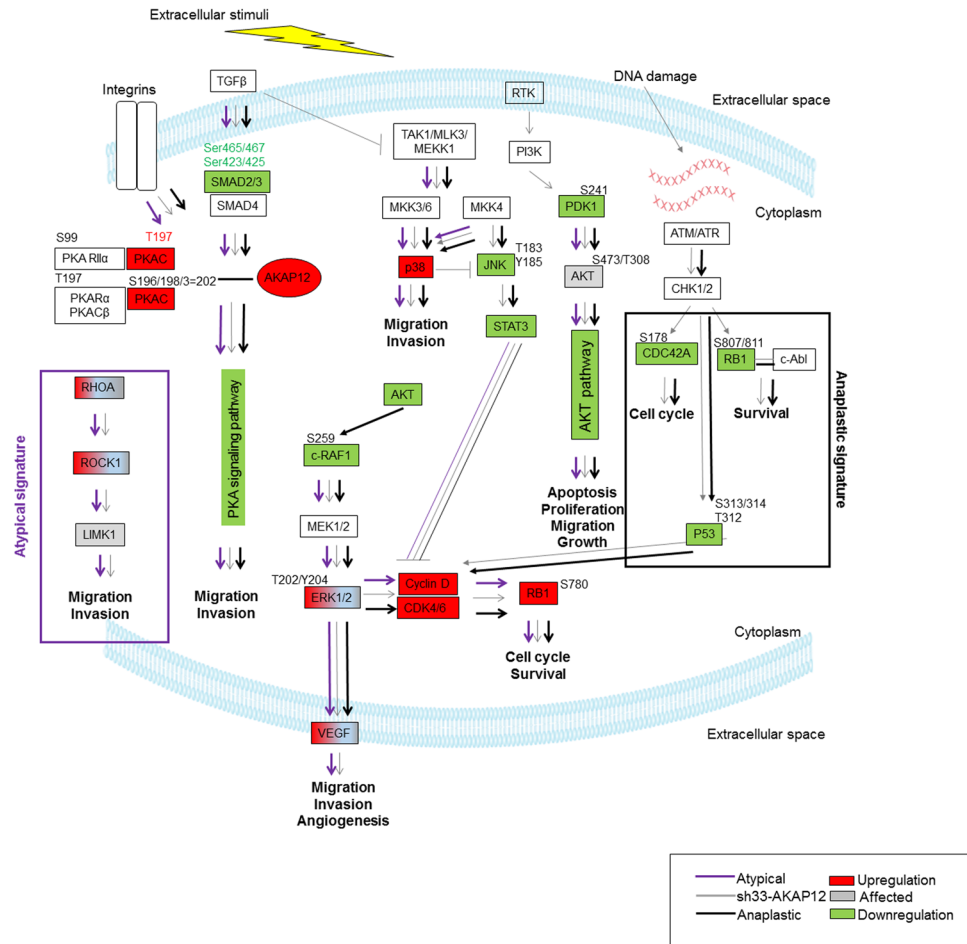 Extracellular stimuli
DNA damage
Integrins
TGFβ
RTK
Extracellular space
TAK1/MLK3/
MEKK1
Ser465/467
Ser423/425
PI3K
SMAD2/3
S241
SMAD4
MKK3/6
MKK4
PDK1
Cytoplasm
S99
T197
ATM/ATR
PKA RIIα
PKAC
p38
T183
Y185
JNK
S473/T308
AKT
T197
S196/198/3=202
AKAP12
CHK1/2
PKARα
PKACβ
PKAC
Migration
Invasion
STAT3
S178
CDC42A
S807/811
RB1
c-Abl
RHOA
AKT
AKT pathway
Cell cycle
Survival
Anaplastic signature
Atypical signature
ROCK1
PKA signaling pathway
S259
c-RAF1
Apoptosis
Proliferation
Migration
Growth
S313/314
T312
P53
LIMK1
MEK1/2
Migration
Invasion
Migration
Invasion
T202/Y204
ERK1/2
Cyclin D
CDK4/6
RB1
S780
Cytoplasm
Cell cycle
Survival
VEGF
Extracellular space
Migration
Invasion
Angiogenesis
Atypical
Upregulation
sh33-AKAP12
Affected
Anaplastic
Downregulation